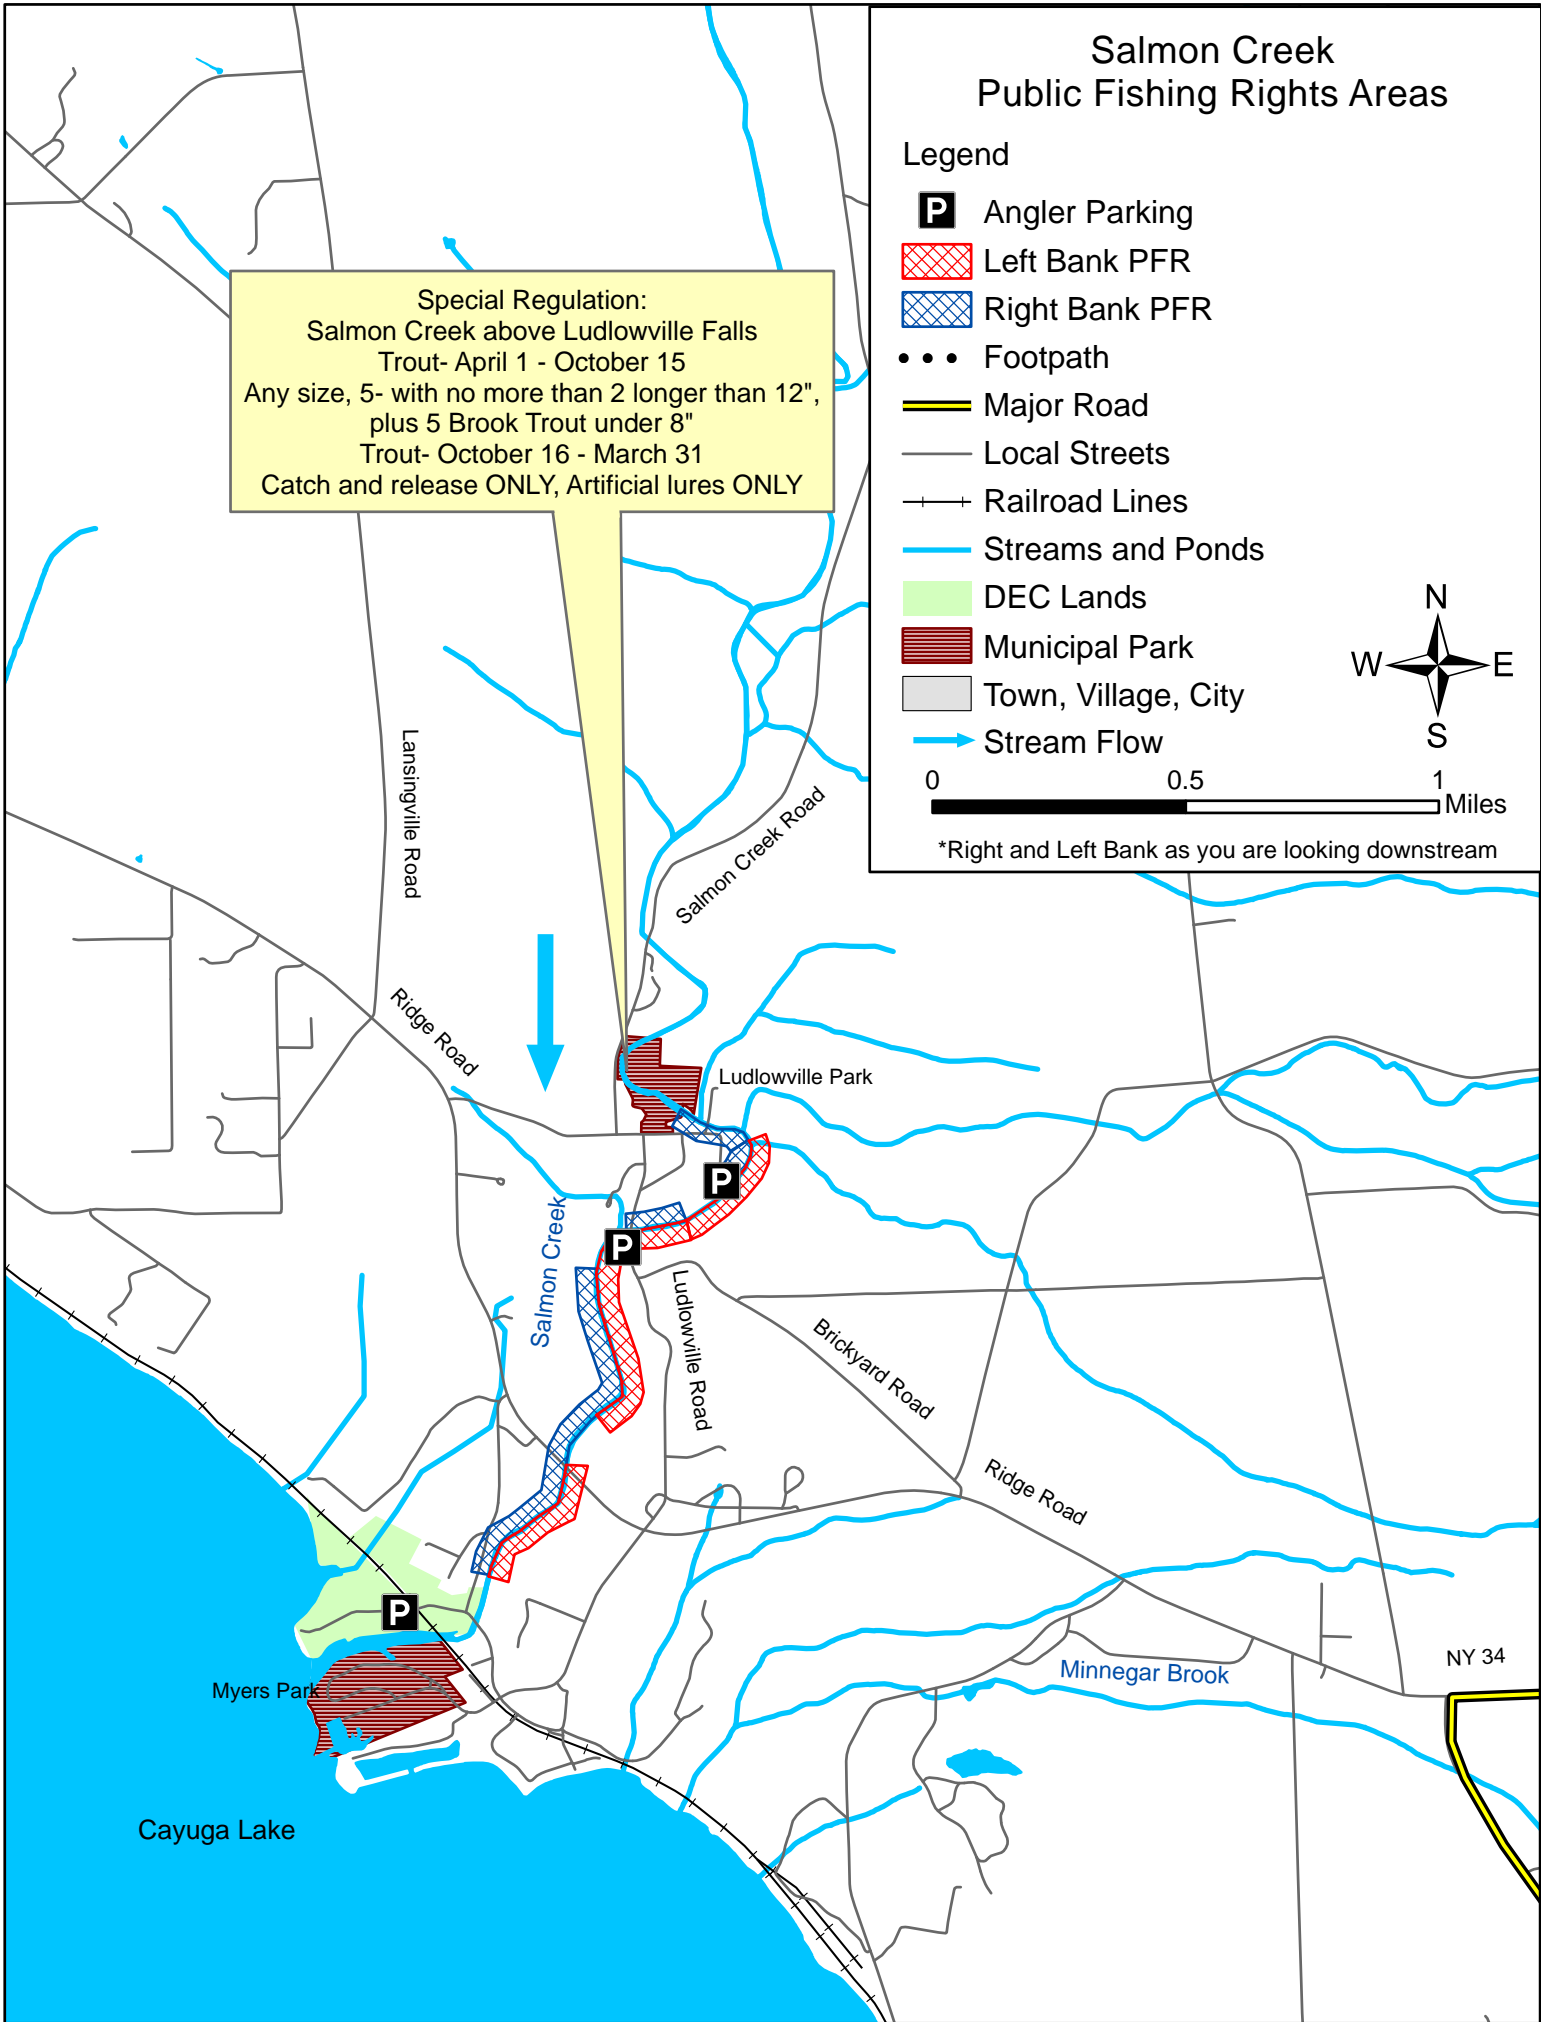 Salmon Creek
Public Fishing Rights Areas
Legend
P Angler Parking
Left Bank PFR
Right Bank PFR
Footpath
Major Road
Local Streets
Railroad Lines
Streams and Ponds
DEC Lands
Municipal Park
Town, Village, City
Stream Flow
N
W E
S
0 0.5 1
Miles
*Right and Left Bank as you are looking downstream
Special Regulation:
Salmon Creek above Ludlowville Falls
Trout- April 1 - October 15
Any size, 5- with no more than 2 longer than 12",
plus 5 Brook Trout under 8"
Trout- October 16 - March 31
Catch and release ONLY, Artificial lures ONLY
Lansingville Road
Salmon Creek Road
Ridge Road
Ludlowville Park
P
Salmon Creek
P
Ludlowville Road
Brickyard Road
Ridge Road
P
Myers Park
Minnegar Brook
NY 34
Cayuga Lake